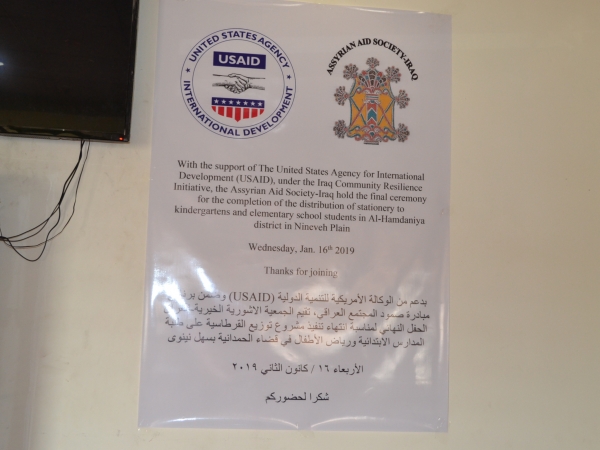 UNITED STATES AGENCY
USAID
INTERNATIONAL DEVELOPMENT
ASSYRIAN AID SOCIETY-IRAQ
With the support of The United States Agency for International
Development (USAID), under the Iraq Community Resilience
Initiative, the Assyrian Aid Society-Iraq hold the final ceremony
for the completion of the distribution of stationery to
kindergartens and elementary school students in Al-Hamdaniya
district in Nineveh Plain
Wednesday, Jan. 16th 2019
Thanks for joining
بدعم من الوكالة الأمريكية للتنمية الدولية (USAID) وضمن
مبادرة صمود المجتمع العراقي، تقيم الجمعية الاشورية الخيرية
الحفل النهائي لمناسبة انتهاء تنفيذ مشروع توزيع القرطاسية على
المدارس الابتدائية ورياض الأطفال في قضاء الحمدانية بسهل نينوى
الأربعاء ١٦ / كانون الثاني ٢٠١٩
شكرا لحضوركم